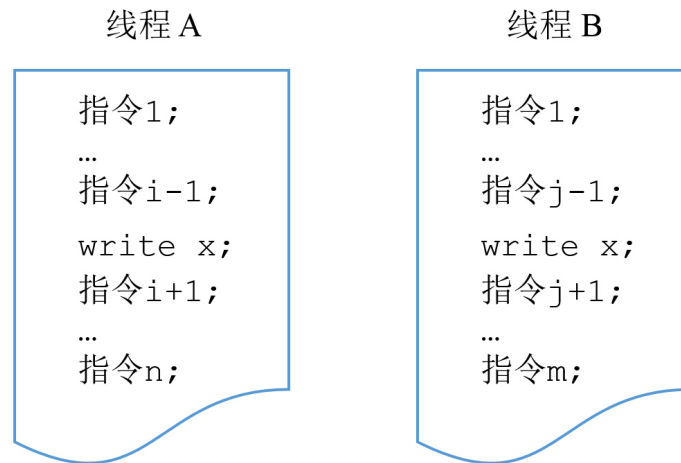 线程 A
指令1;
…
指令i-1;
write x;
指令i+1;
…
指令n;
线程 B
指令1;
…
指令j-1;
write x;
指令j+1;
…
指令m;